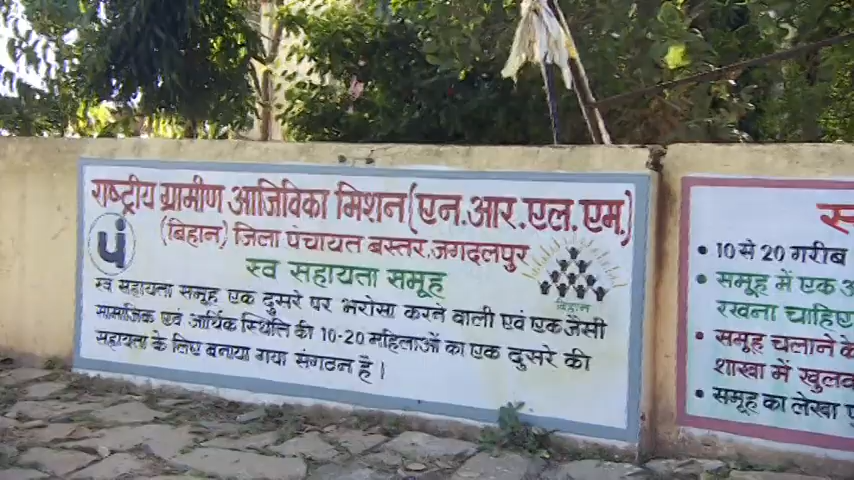 राष्ट्रीय ग्रामीण आजिविका मिशन (एन.आर.एल.एम.)
(बिहान) जिला पंचायत बस्तर, जगदलपुर
स्व सहायता समूह
बिहान
स्व सहायता समूह एक दुसरे पर भरोसा करने वाली एवं एक जैसी
सामाजिक एवं आर्थिक स्थिति की 10-20 महिलाओं का एक दुसरे की
सहायता के लिए बनाया गया संगठन है।
• 10 से 20 गरीब
• समूह में एक
रखना चाहिए
• समूह चलाने
शाखा में
• समूह का लेखा